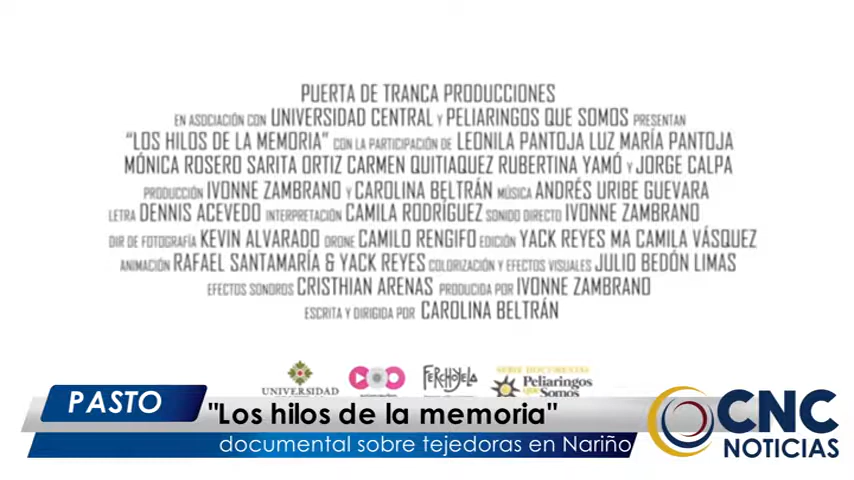 PUERTA DE TRANCA PRODUCCIONES
EN ASOCIACIÓN CON UNIVERSIDAD CENTRAL Y PELIARINGOS QUE SOMOS PRESENTAN
“LOS HILOS DE LA MEMORIA” CON LA PARTICIPACIÓN DE LEONILA PANTOJA LUZ MARÍA PANTOJA
MÓNICA ROSERO SARITA ORTIZ CARMEN QUITIAQUEZ RUBERTINA YAMÓ Y JORGE CALPA
PRODUCCIÓN IVONNE ZAMBRANO Y CAROLINA BELTRÁN MÚSICA ANDRÉS URIBE GUEVARA
LETRA DENNIS ACEVEDO INTERPRETACIÓN CAMILA RODRÍGUEZ SONIDO DIRECTO IVONNE ZAMBRANO
DIR DE FOTOGRAFÍA KEVIN ALVARADO DRONE CAMILO RENGIFO EDICIÓN YACK REYES MA CAMILA VÁSQUEZ
ANIMACIÓN RAFAEL SANTAMARÍA & YACK REYES COLORIZACIÓN Y EFECTOS VISUALES JULIO BEDÓN LIMAS
EFECTOS SONOROS CRISTHIAN ARENAS PRODUCIDA POR IVONNE ZAMBRANO
ESCRITA Y DIRIGIDA POR CAROLINA BELTRÁN
UNIVERSIDAD
SERIE DOCUMENTAL
Peliaringos
que Somos
PASTO
"Los hilos de la memoria"
documental sobre tejedoras en Nariño
CNC
NOTICIAS